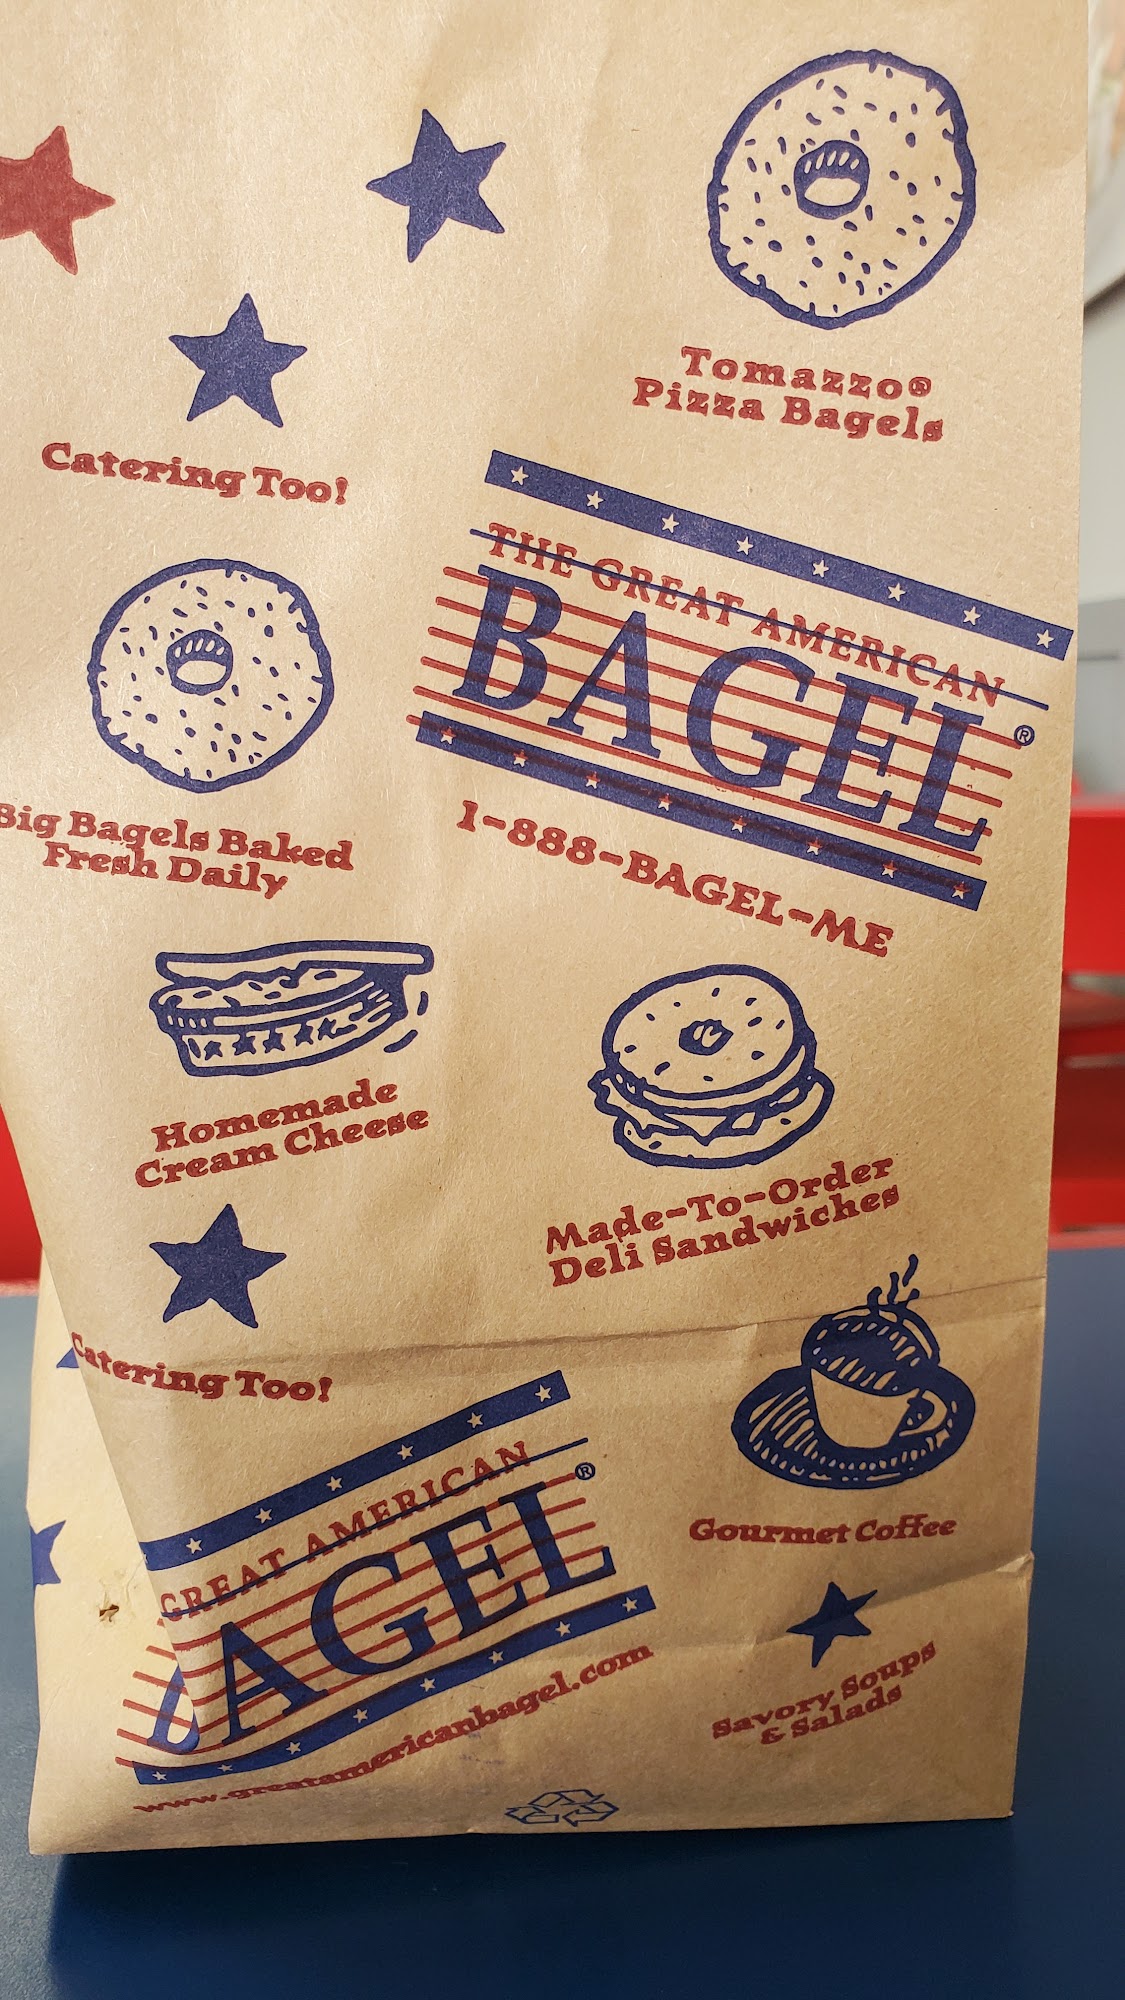 Tomazzo®
Pizza Bagels
Catering Too!
THE GREAT AMERICAN
BAGEL®
1-888-BAGEL-ME
Big Bagels Baked
Fresh Daily
Homemade
Cream Cheese
Made-To-Order
Deli Sandwiches
Catering Too!
GREAT AMERICAN
BAGEL®
www.greatamericanbagel.com
Gourmet Coffee
Savory Soups
& Salads